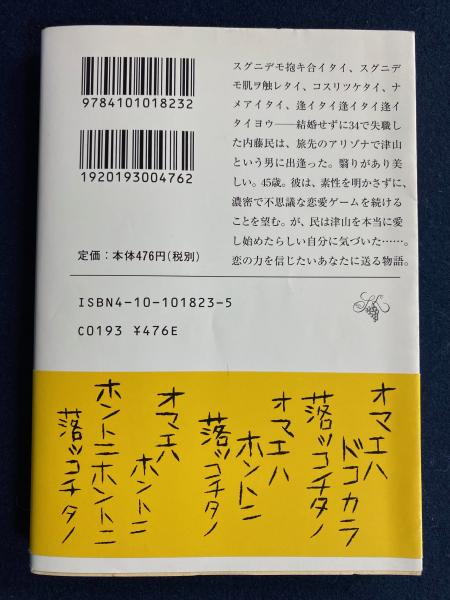 9784101018232
1920193004762
定価：本体476円(税別)
スグニデモ抱キ合イタイ、スグニデ
モ肌ヲ触レタイ、コスリツケタイ、ナ
メアイタイ、逢イタイ逢イタイ逢イ
タイヨウ――結婚せずに34で失職し
た内藤民は、旅先のアリゾナで津山
という男に出逢った。翳りがあり美
しい。45歳。彼は、素性を明かさずに、
濃密で不思議な恋愛ゲームを続ける
ことを望む。が、民は津山を本当に愛
し始めたらしい自分に気づいた……。
恋の力を信じたいあなたに送る物語。
ISBN4-10-101823-5
C0193 ¥476E
オマエハ
ドコカラ
落ッコチタノ
オマエハ
ホントニ
落ッコチタノ
オマエハ
ホントニ
ホントニホントニ
落ッコチタノ